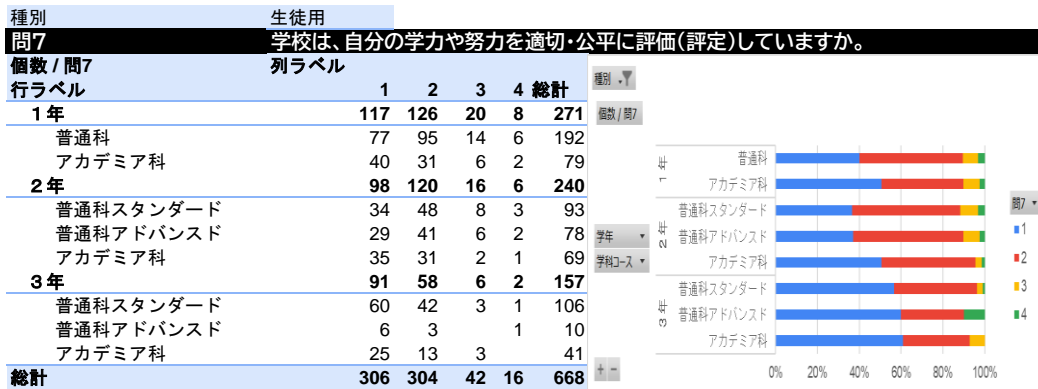 種別 生徒用
問7 学校は、自分の学力や努力を適切・公平に評価(評定)していますか。
個数 / 問7 列ラベル
行ラベル 1 2 3 4 総計
1年 117 126 20 8 271
普通科 77 95 14 6 192
アカデミア科 40 31 6 2 79
2年 98 120 16 6 240
普通科スタンダード 34 48 8 3 93
普通科アドバンスド 29 41 6 2 78
アカデミア科 35 31 2 1 69
3年 91 58 6 2 157
普通科スタンダード 60 42 3 1 106
普通科アドバンスド 6 3 1 10
アカデミア科 25 13 3 41
総計 306 304 42 16 668
種別
個数 / 問7
学年
学科コース
1年
普通科
アカデミア科
2年
普通科スタンダード
普通科アドバンスド
アカデミア科
3年
普通科スタンダード
普通科アドバンスド
アカデミア科
0% 20% 40% 60% 80% 100%
問7
1
2
3
4
+ -